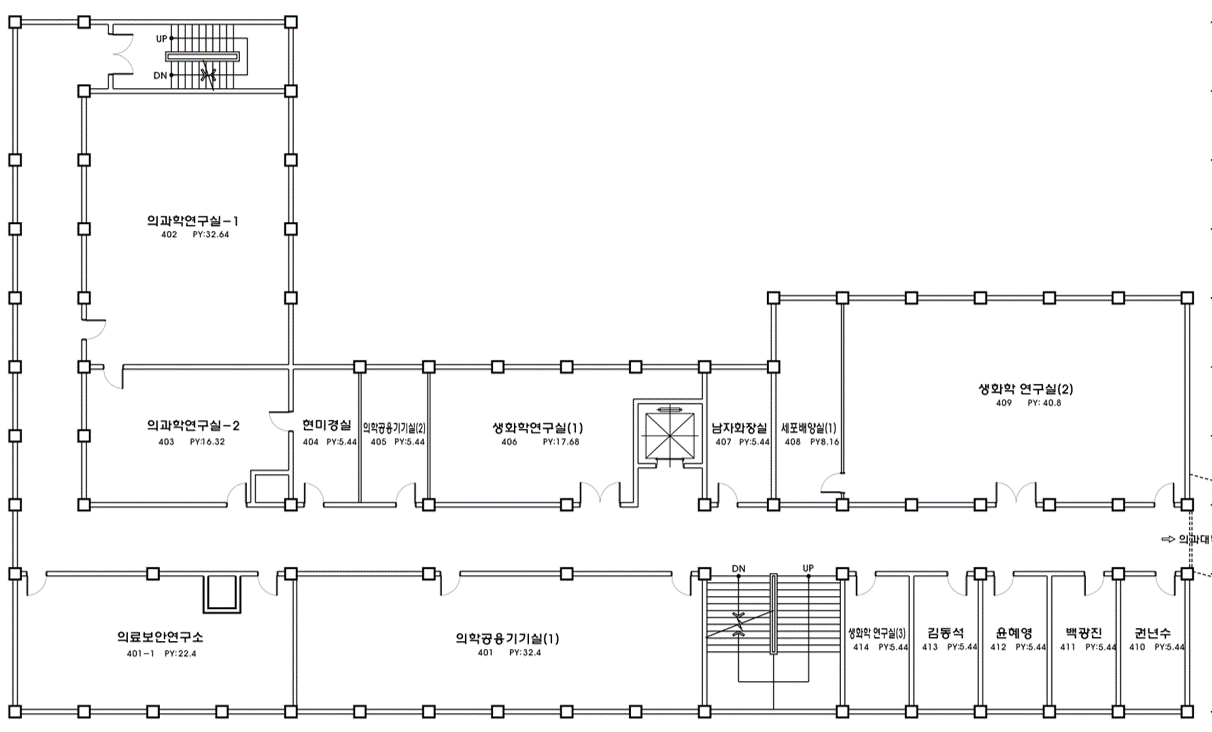 UP
DN
의과학연구실-1
402 PY:32.64
의과학연구실-2
403 PY:16.32
현미경실
404 PY:5.44
의학공용기기실(2)
405 PY:5.44
생화학연구실(1)
406 PY:17.68
남자화장실
407 PY:5.44
세포배양실(1)
408 PY8.16
생화학 연구실(2)
409 PY: 40.8
⇨ 의과대
의료보안연구소
401-1 PY:22.4
의학공용기기실(1)
401 PY:32.4
DN UP
생화학 연구실(3)
414 PY:5.44
김동석
413 PY:5.44
윤혜영
412 PY:5.44
백광진
411 PY:5.44
권년수
410 PY:5.44